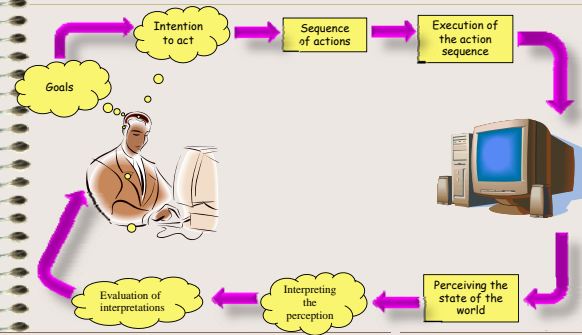 Intention
to act
Sequence
of actions
Execution of
the action
sequence
Goals
Evaluation of
interpretations
Interpreting
the
perception
Perceiving the
state of the
world